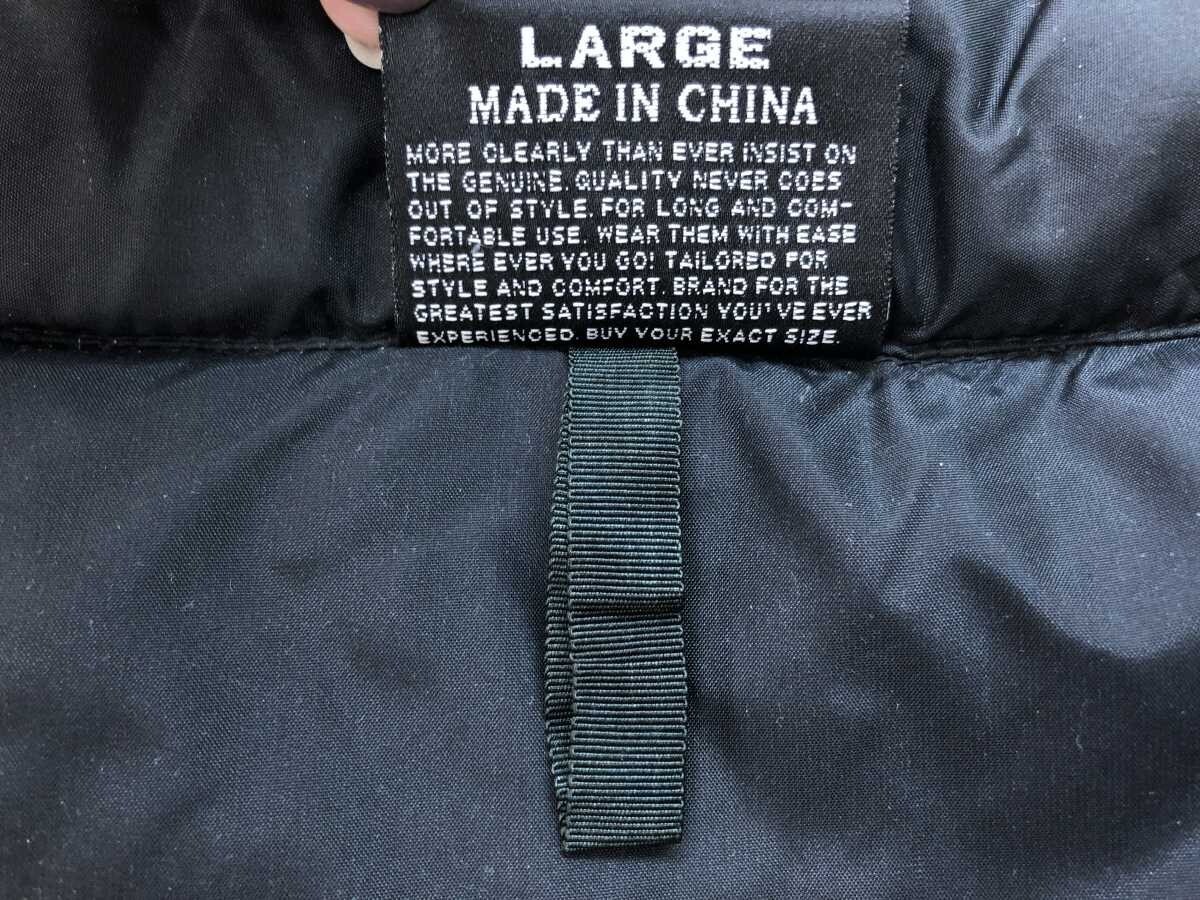 LARGE
MADE IN CHINA
MORE CLEARLY THAN EVER INSIST ON
THE GENUINE. QUALITY NEVER GOES
OUT OF STYLE. FOR LONG AND COM-
FORTABLE USE. WEAR THEM WITH EASE
WHERE EVER YOU GO! TAILORED FOR
STYLE AND COMFORT. BRAND FOR THE
GREATEST SATISFACTION YOU'VE EVER
EXPERIENCED. BUY YOUR EXACT SIZE.